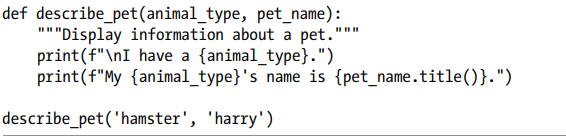 def describe_pet(animal_type, pet_name):
    """Display information about a pet."""
    print(f"\nI have a {animal_type}.")
    print(f"My {animal_type}'s name is {pet_name.title()}.")

describe_pet('hamster', 'harry')